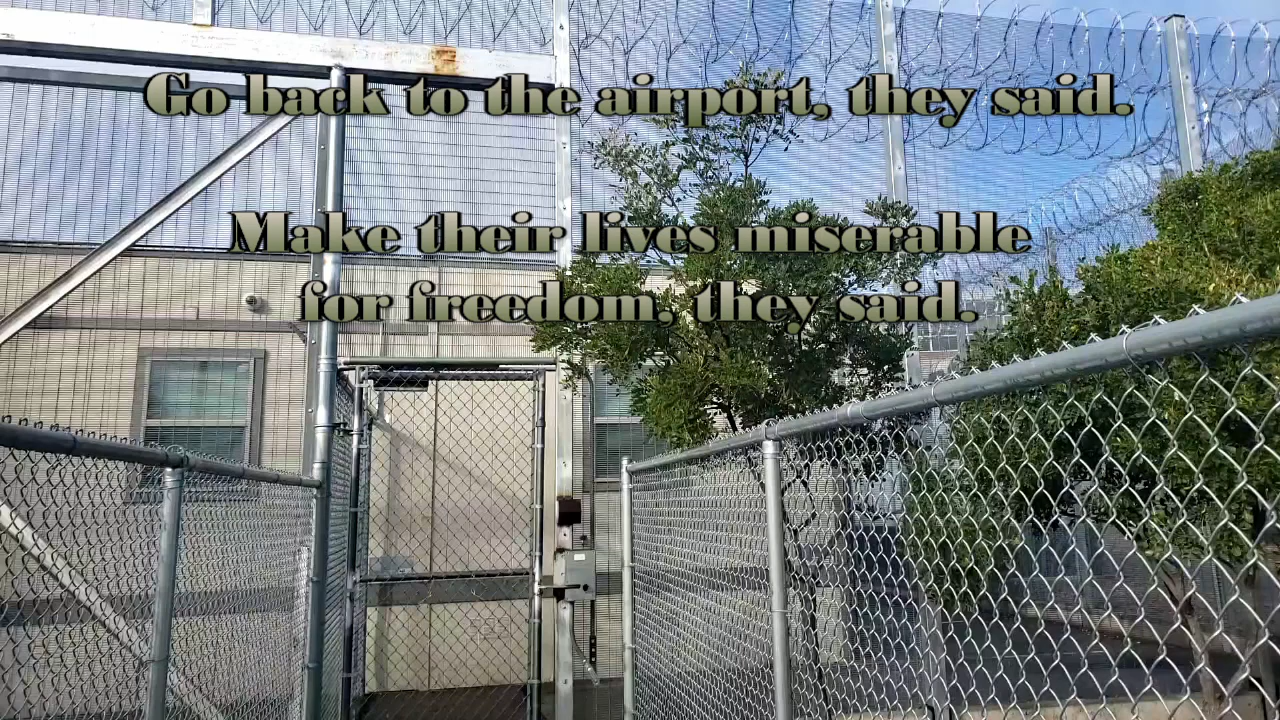 Go back to the airport, they said.
Make their lives miserable
for freedom, they said.